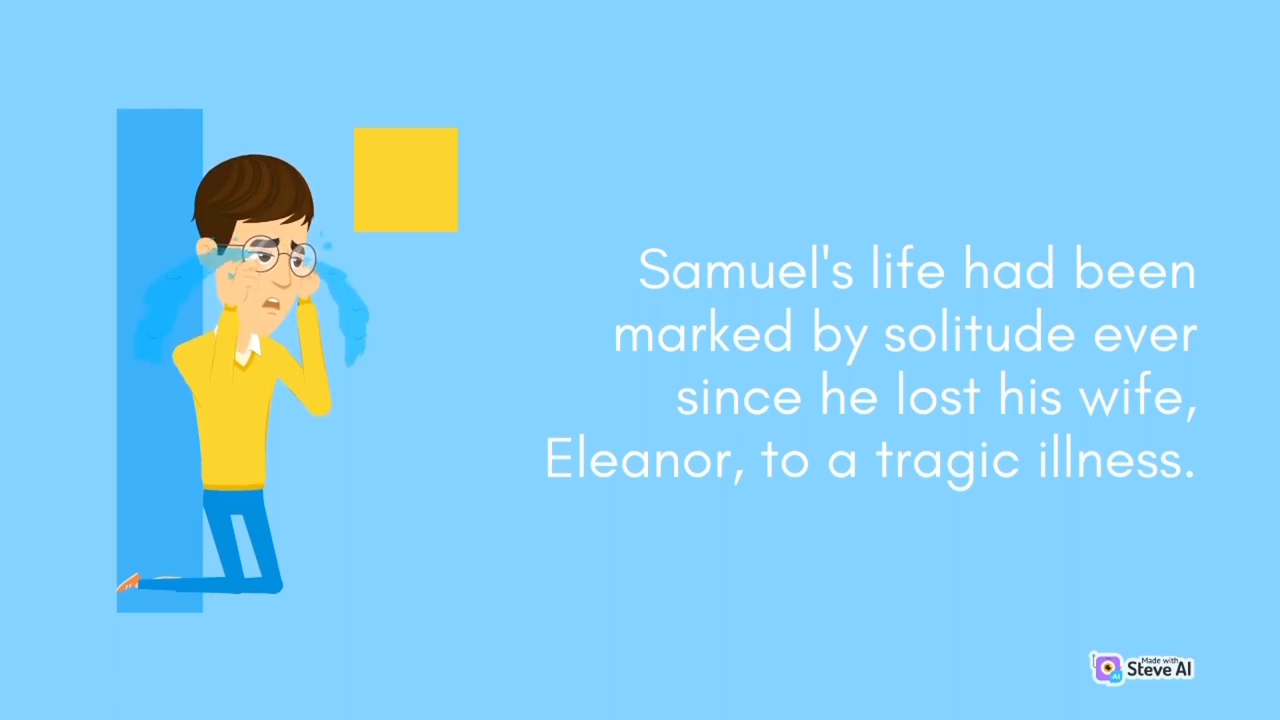 Samuel's life had been
marked by solitude ever
since he lost his wife,
Eleanor, to a tragic illness.
Made with
Steve AI
AI